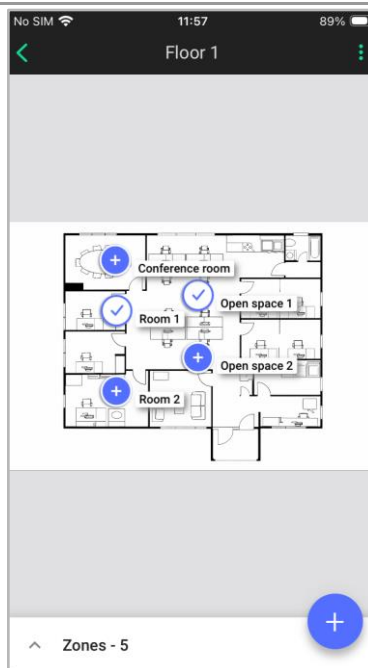 No SIM 11:57 89%
Floor 1
Conference room
Open space 1
Room 1
Open space 2
Room 2
Zones - 5